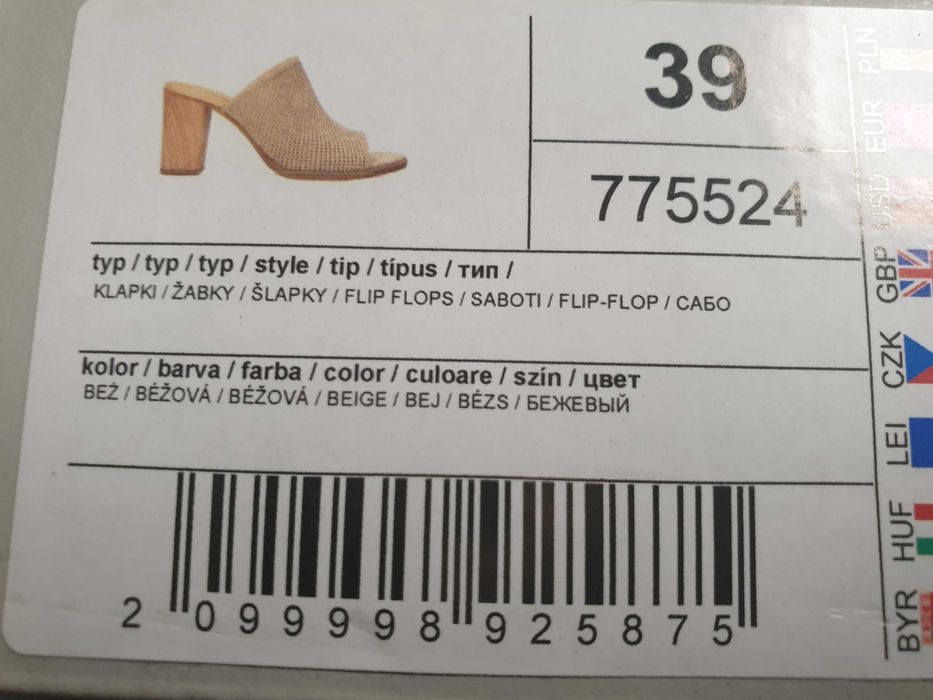 39
775524
typ / typ / typ / style / tip / típus / тип /
KLAPKI / ŽABKY / ŠLAPKY / FLIP FLOPS / SABOTI / FLIP-FLOP / САБО
kolor / barva / farba / color / culoare / szín / цвет
BEŻ / BÉŽOVÁ / BÉŽOVÁ / BEIGE / BEJ / BÉZS / БЕЖЕВЫЙ
2 099998 925875
PLN
EUR
USD
GBP
CZK
LEI
HUF
BYR